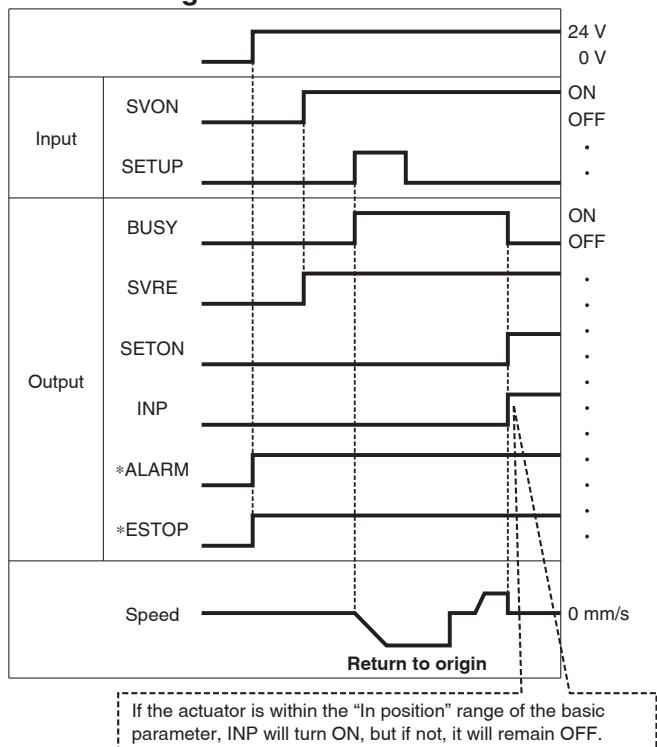 24 V
0 V
Input
SVON
ON
OFF
SETUP
Output
BUSY
ON
OFF
SVRE
SETON
INP
*ALARM
*ESTOP
Speed
0 mm/s
Return to origin
If the actuator is within the “In position” range of the basic
parameter, INP will turn ON, but if not, it will remain OFF.